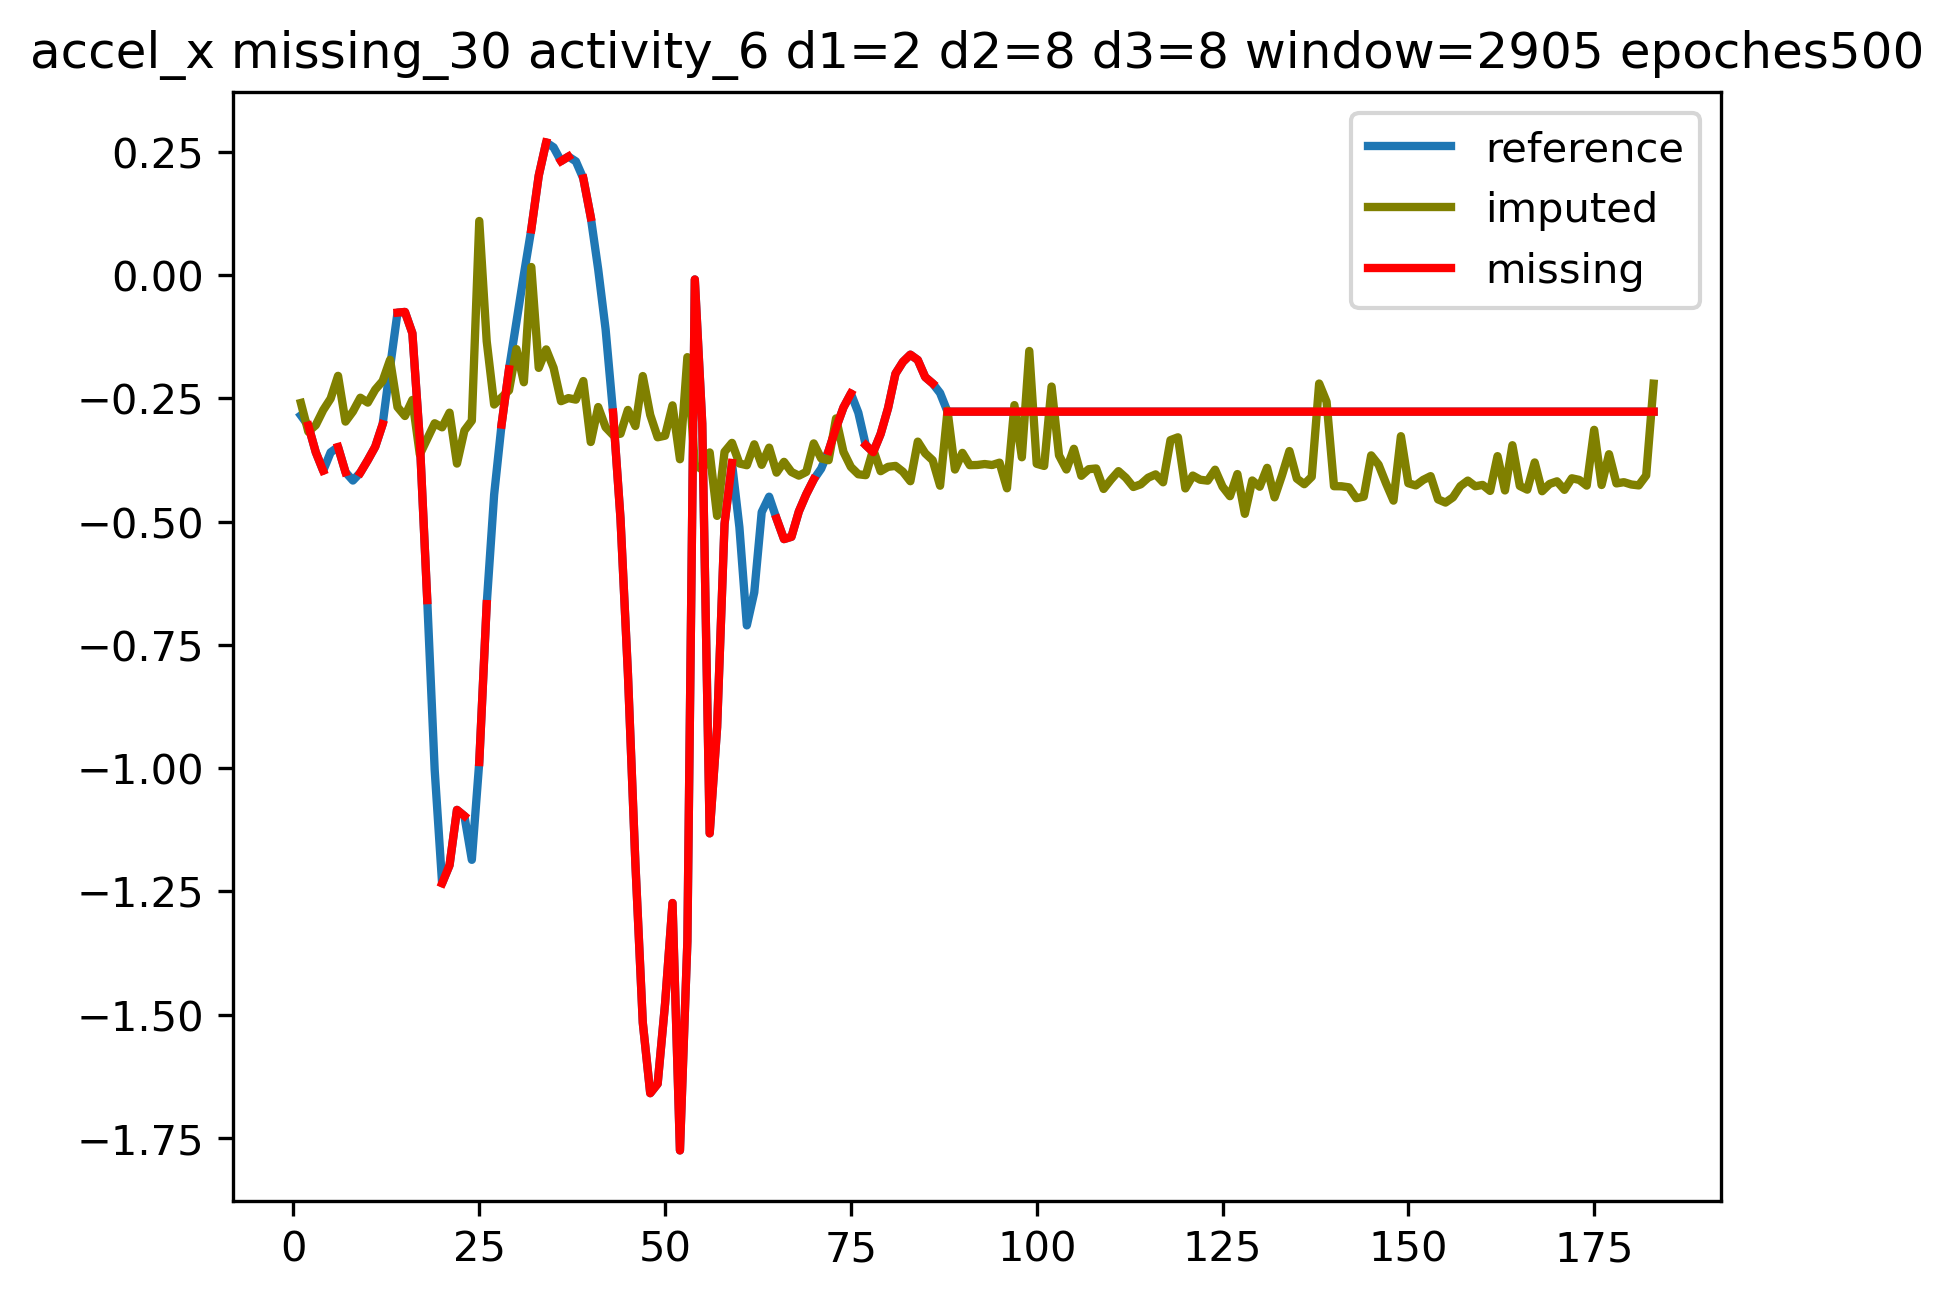 accel_x missing_30 activity_6 d1=2 d2=8 d3=8 window=2905 epoches500
reference
imputed
missing
0.25
0.00
−0.25
−0.50
−0.75
−1.00
−1.25
−1.50
−1.75
0 25 50 75 100 125 150 175